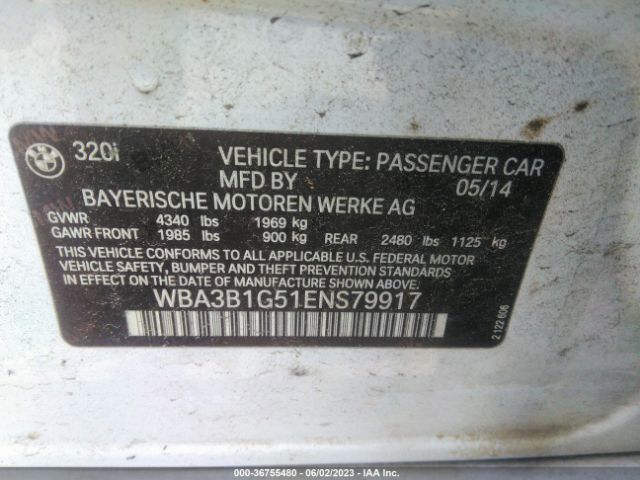 BMW 320i VEHICLE TYPE: PASSENGER CAR
MFD BY 05/14
BAYERISCHE MOTOREN WERKE AG
GVWR 4340 lbs 1969 kg
GAWR FRONT 1985 lbs 900 kg REAR 2480 lbs 1125 kg
THIS VEHICLE CONFORMS TO ALL APPLICABLE U.S. FEDERAL MOTOR
VEHICLE SAFETY, BUMPER AND THEFT PREVENTION STANDARDS
IN EFFECT ON THE DATE OF MANUFACTURE SHOWN ABOVE.
WBA3B1G51ENS79917
2 122 606
000-36755480 - 06/02/2023 - IAA Inc.